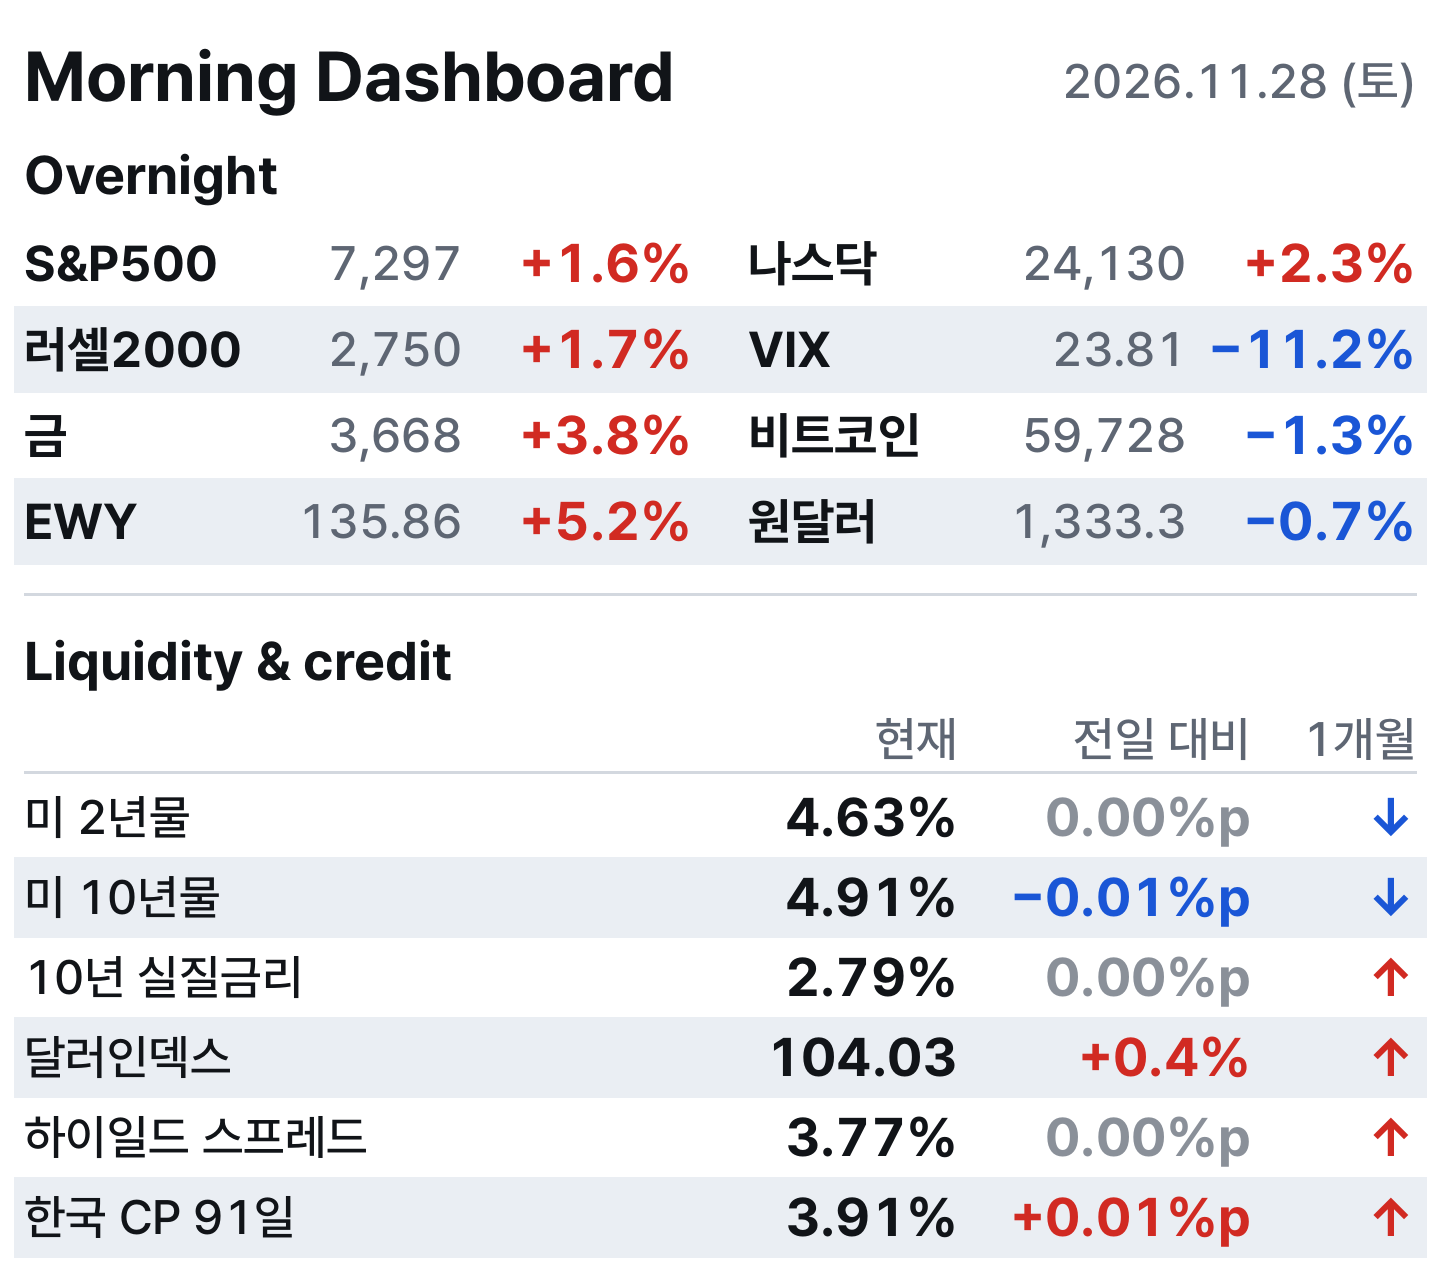 Morning Dashboard 2026.11.28 (토)
Overnight
S&P500 7,297 +1.6% 나스닥 24,130 +2.3%
러셀2000 2,750 +1.7% VIX 23.81 −11.2%
금 3,668 +3.8% 비트코인 59,728 −1.3%
EWY 135.86 +5.2% 원달러 1,333.3 −0.7%
Liquidity & credit
현재 전일 대비 1개월
미 2년물 4.63% 0.00%p ↓
미 10년물 4.91% −0.01%p ↓
10년 실질금리 2.79% 0.00%p ↑
달러인덱스 104.03 +0.4% ↑
하이일드 스프레드 3.77% 0.00%p ↑
한국 CP 91일 3.91% +0.01%p ↑